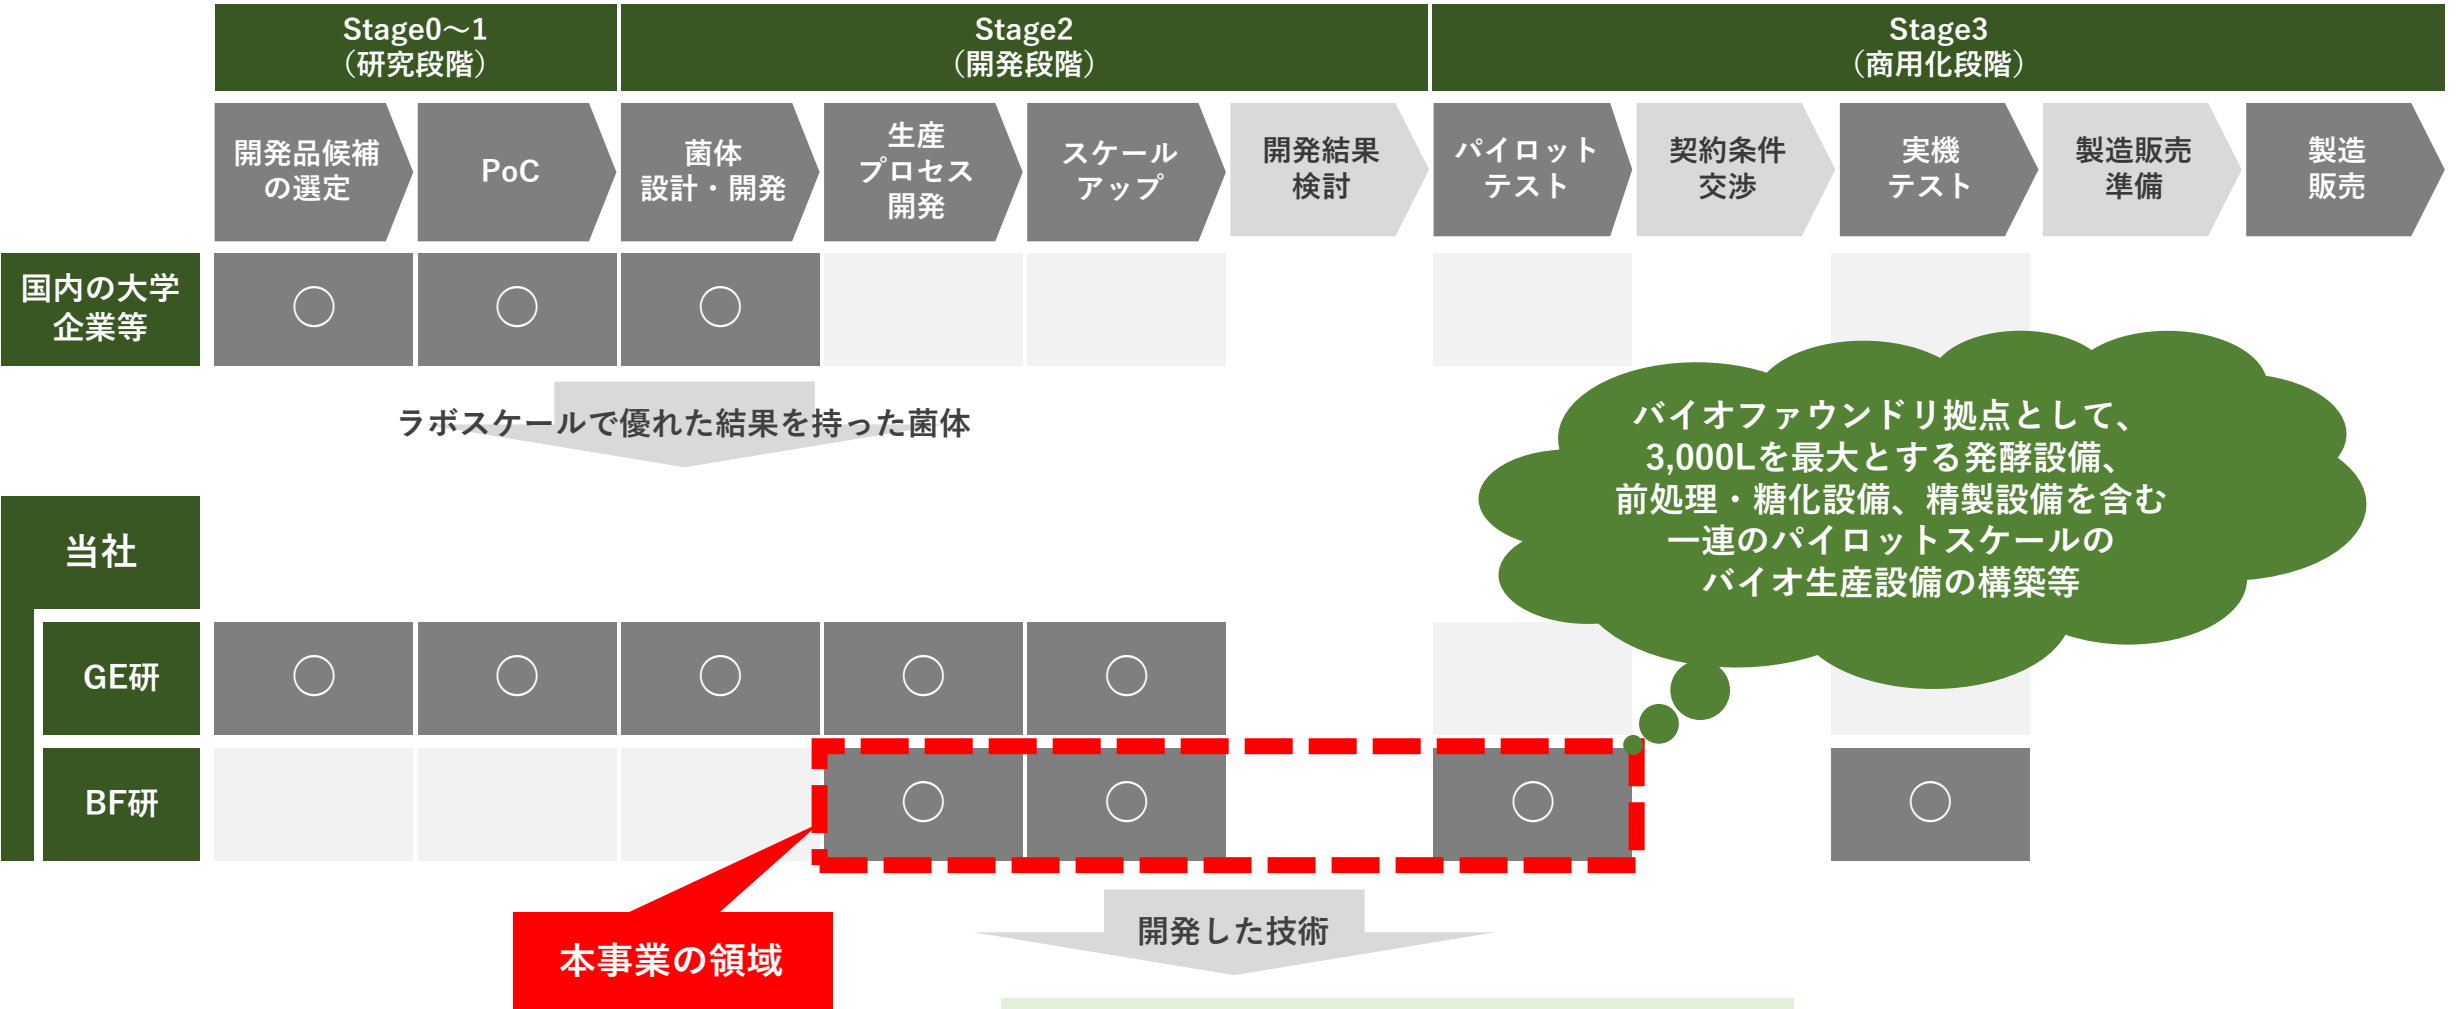 Stage0～1
（研究段階）
Stage2
（開発段階）
Stage3
（商用化段階）
開発品候補
の選定
PoC
菌体
設計・開発
生産
プロセス
開発
スケール
アップ
開発結果
検討
パイロット
テスト
契約条件
交渉
実機
テスト
製造販売
準備
製造
販売
国内の大学
企業等
〇
〇
〇
ラボスケールで優れた結果を持った菌体
バイオファウンドリ拠点として、
3,000Lを最大とする発酵設備、
前処理・糖化設備、精製設備を含む
一連のパイロットスケールの
バイオ生産設備の構築等
当社
GE研
〇
〇
〇
〇
〇
BF研
〇
〇
〇
〇
本事業の領域
開発した技術